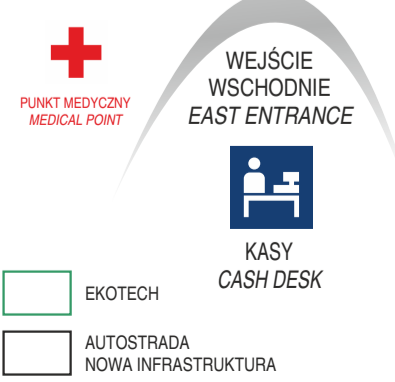 PUNKT MEDYCZNY
MEDICAL POINT
WEJŚCIE
WSCHODNIE
EAST ENTRANCE
KASY
CASH DESK
EKOTECH
AUTOSTRADA
NOWA INFRASTRUKTURA